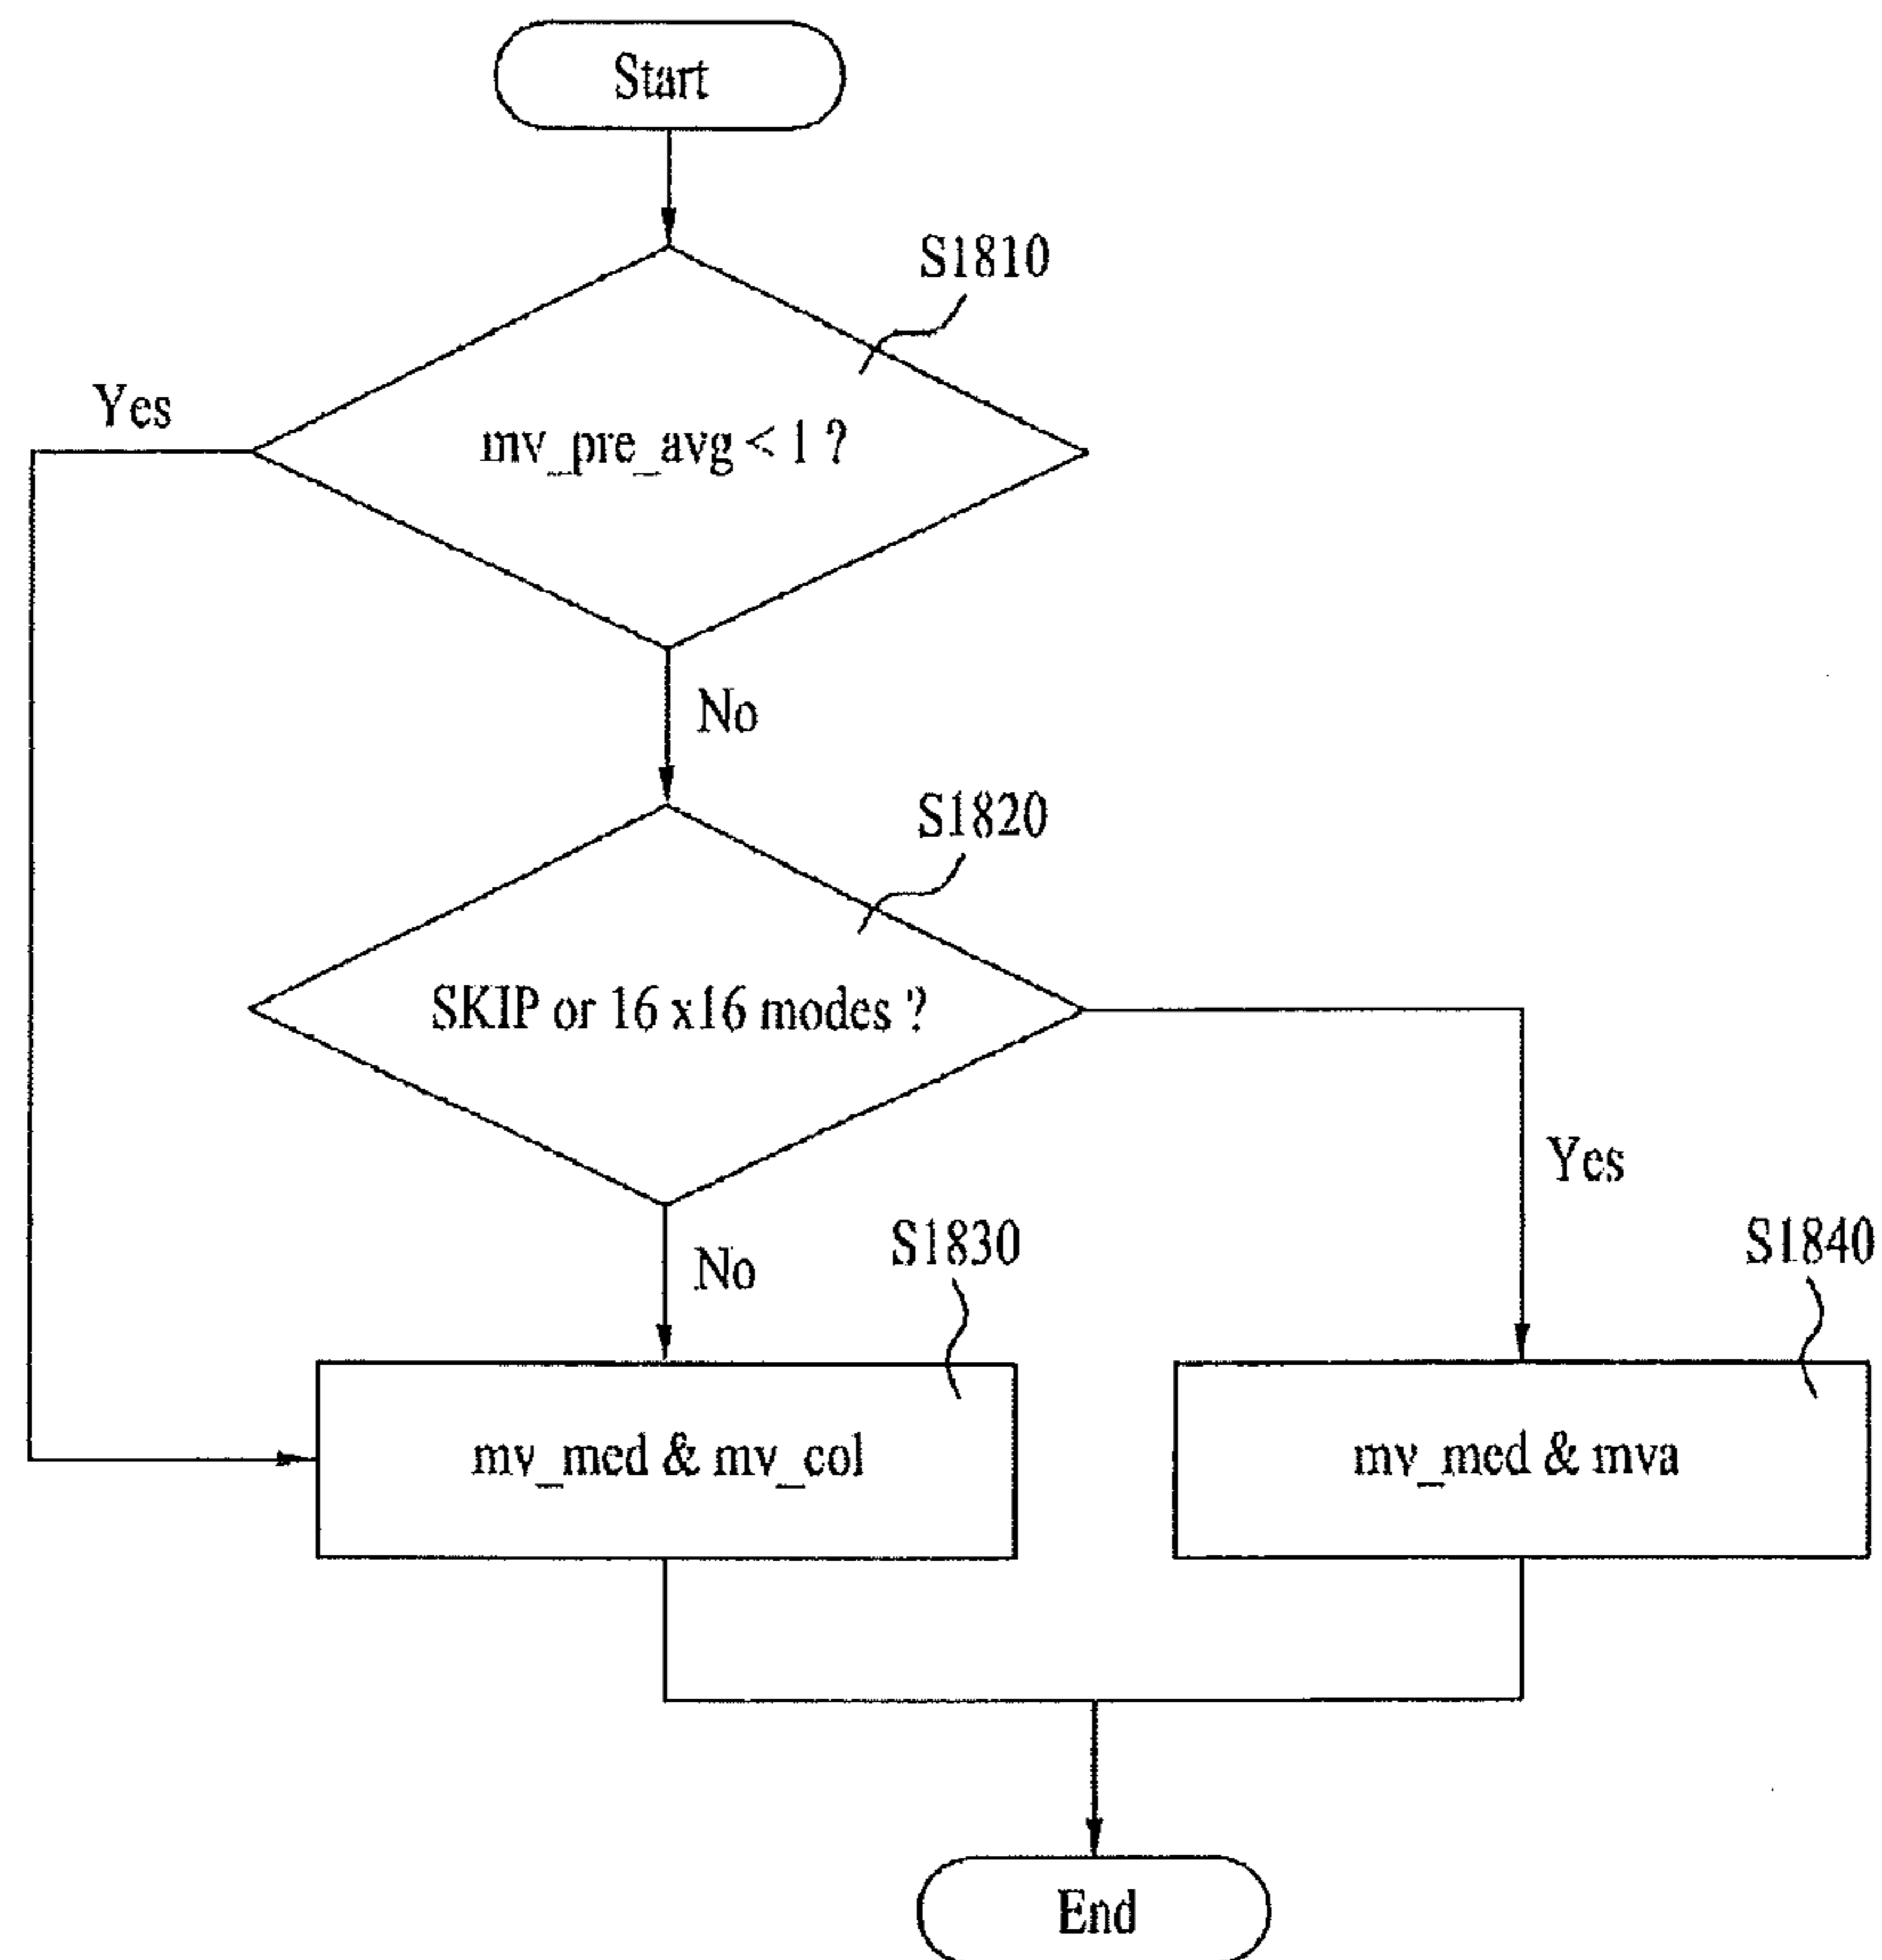 Start
S1810
Yes
mv_pre_avg < 1 ?
No
S1820
SKIP or 16 x16 modes ?
Yes
No
S1830
S1840
mv_med & mv_col
mv_med & mva
End